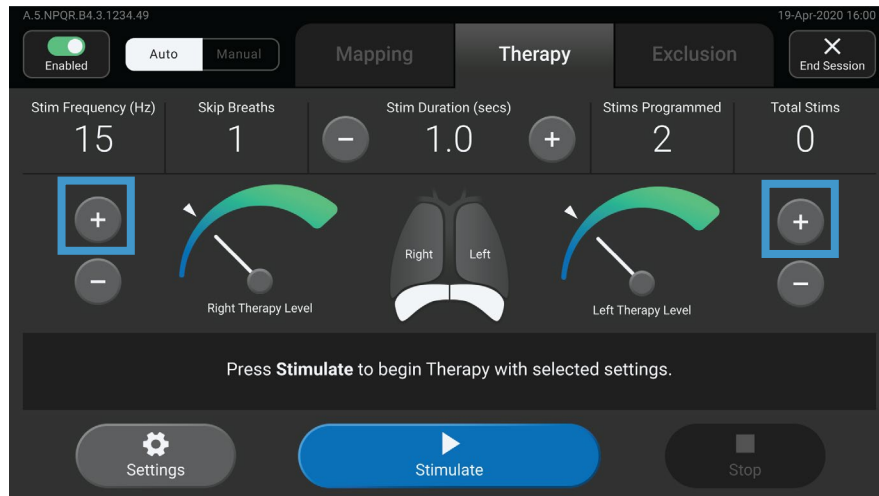 A.5.NPQR.B4.3.1234.49
19-Apr-2020 16:00
Enabled
Auto
Manual
Mapping
Therapy
Exclusion
End Session
Stim Frequency (Hz)
15
Skip Breaths
1
Stim Duration (secs)
− 1.0 +
Stims Programmed
2
Total Stims
0
+
−
Right Therapy Level
Right
Left
Left Therapy Level
+
−
Press Stimulate to begin Therapy with selected settings.
Settings
Stimulate
Stop